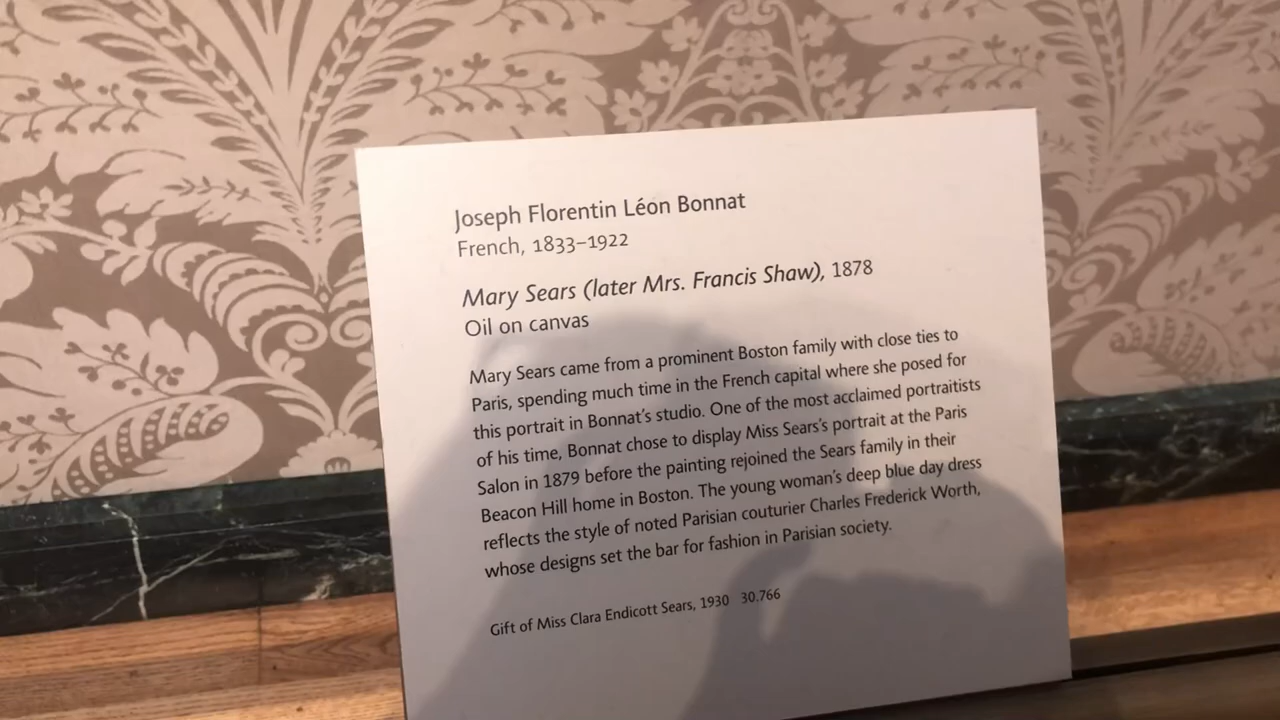 Joseph Florentin Léon Bonnat
French, 1833–1922
Mary Sears (later Mrs. Francis Shaw), 1878
Oil on canvas
Mary Sears came from a prominent Boston family with close ties to
Paris, spending much time in the French capital where she posed for
this portrait in Bonnat's studio. One of the most acclaimed portraitists
of his time, Bonnat chose to display Miss Sears's portrait at the Paris
Salon in 1879 before the painting rejoined the Sears family in their
Beacon Hill home in Boston. The young woman's deep blue day dress
reflects the style of noted Parisian couturier Charles Frederick Worth,
whose designs set the bar for fashion in Parisian society.
Gift of Miss Clara Endicott Sears, 1930 30.766